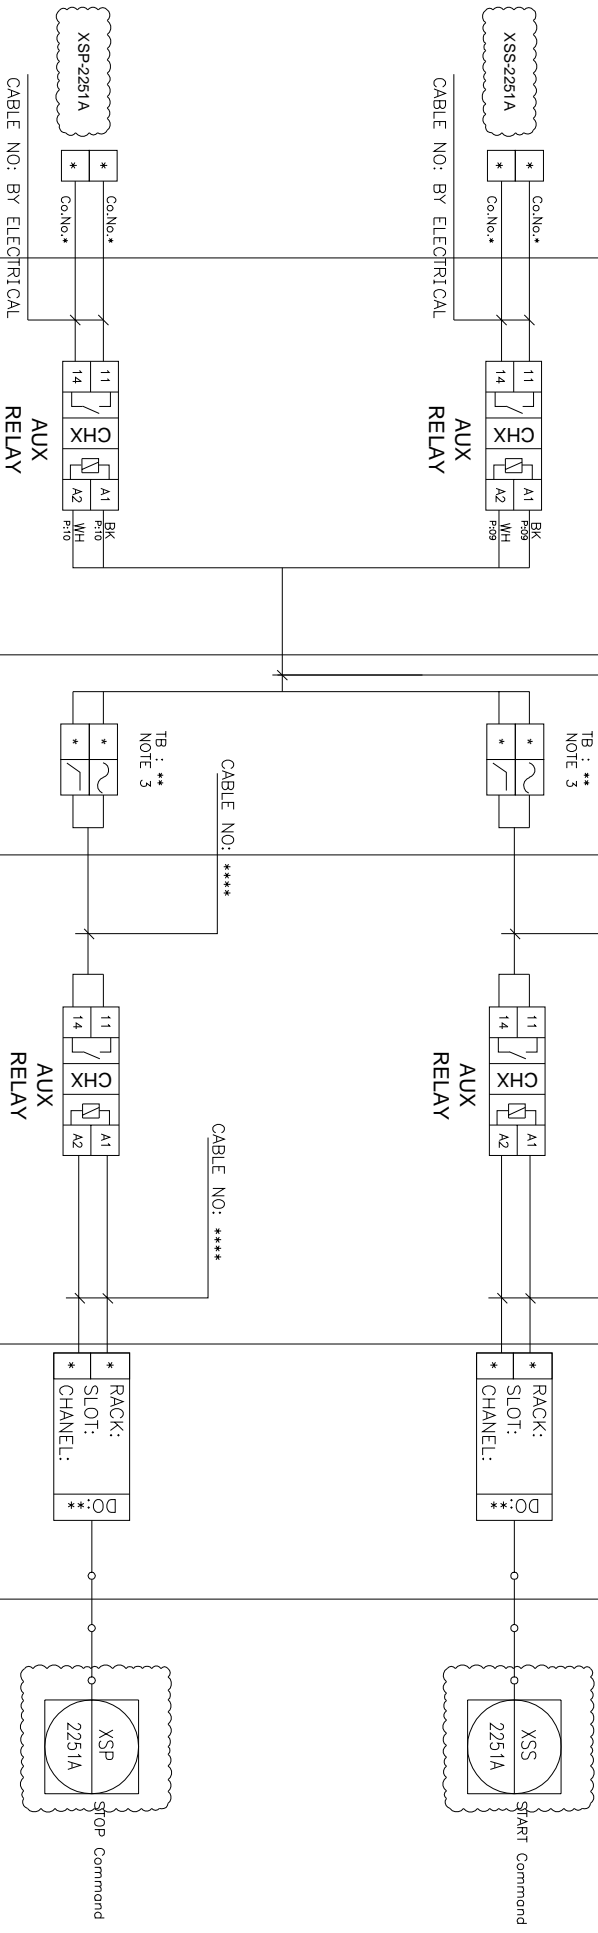 XSS-2251A
*
*
Co.No.*
Co.No.*
CABLE NO: BY ELECTRICAL
11
14
CHX
A1
A2
AUX
RELAY
BK
P:09
WH
P:09
TB : **
NOTE 3
*
*
11
14
CHX
A1
A2
AUX
RELAY
*
*
RACK:
SLOT:
CHANEL:
DO:**
XSS
2251A
START Command
XSP-2251A
*
*
Co.No.*
Co.No.*
CABLE NO: BY ELECTRICAL
11
14
CHX
A1
A2
AUX
RELAY
BK
P:10
WH
P:10
TB : **
NOTE 3
*
*
CABLE NO: ****
11
14
CHX
A1
A2
AUX
RELAY
CABLE NO: ****
*
*
RACK:
SLOT:
CHANEL:
DO:**
XSP
2251A
STOP Command